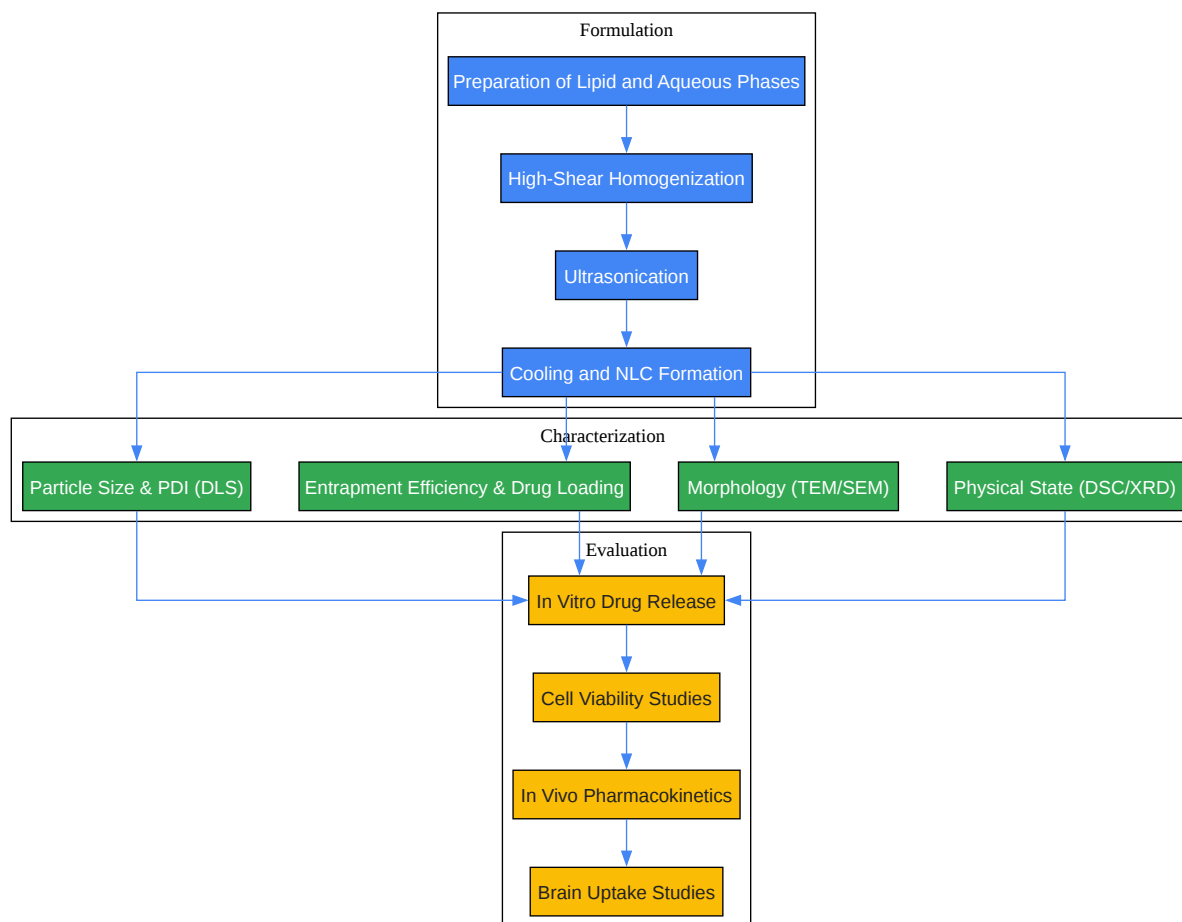 Formulation
Preparation of Lipid and Aqueous Phases
High-Shear Homogenization
Ultrasonication
Cooling and NLC Formation
Characterization
Particle Size & PDI (DLS)
Entrapment Efficiency & Drug Loading
Morphology (TEM/SEM)
Physical State (DSC/XRD)
Evaluation
In Vitro Drug Release
Cell Viability Studies
In Vivo Pharmacokinetics
Brain Uptake Studies